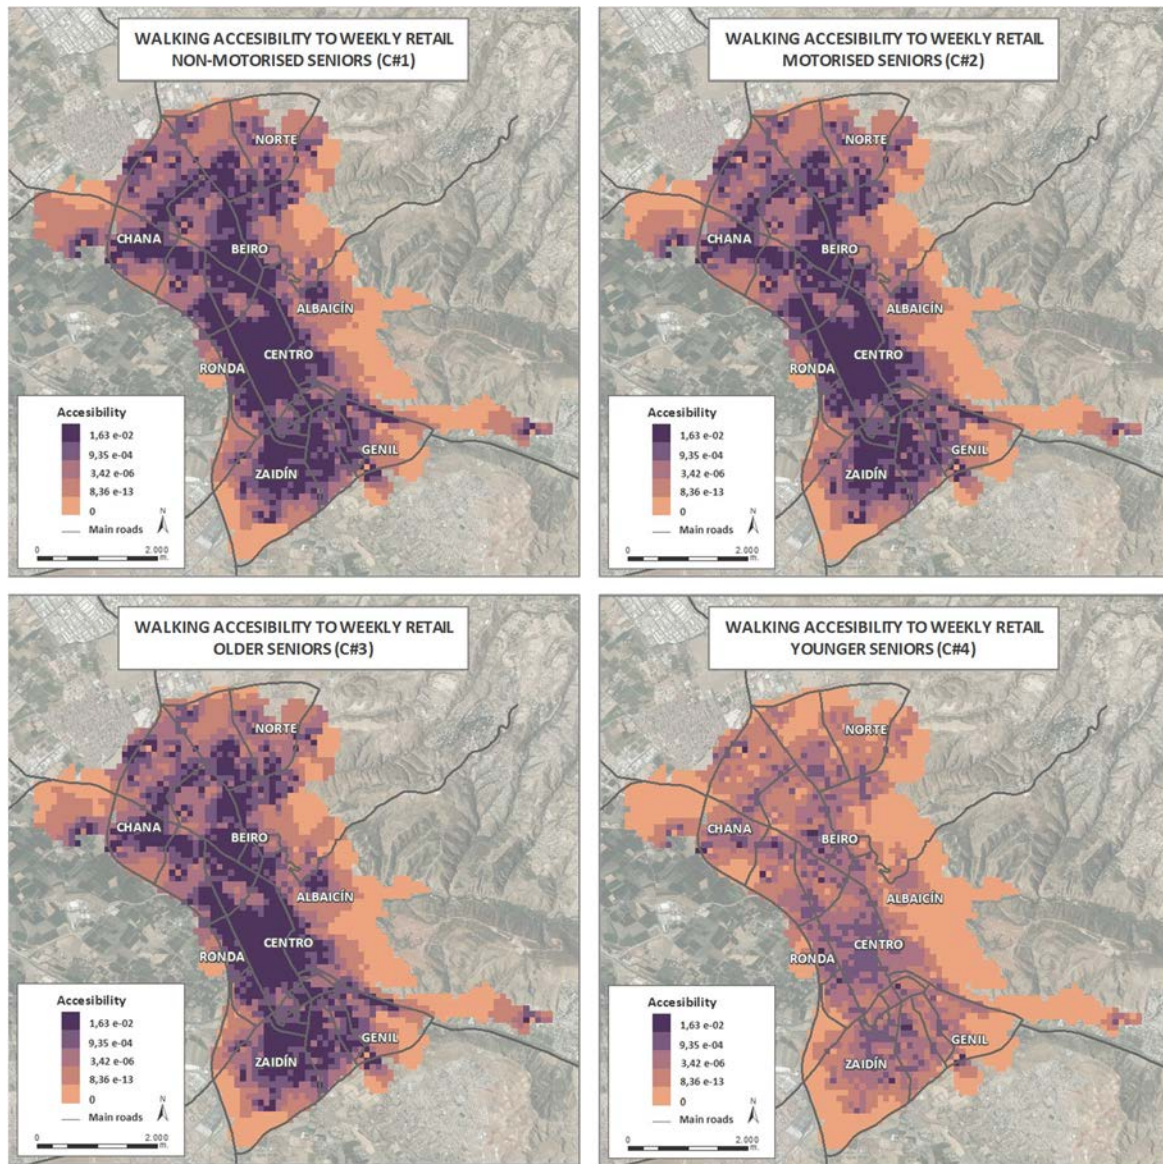 WALKING ACCESIBILITY TO WEEKLY RETAIL
NON-MOTORISED SENIORS (C#1)
NORTE
CHANA
BEIRO
ALBAICÍN
CENTRO
RONDA
GENIL
ZAIDÍN
Accesibility
1,63 e-02
9,35 e-04
3,42 e-06
8,36 e-13
0
Main roads
N
0 2.000
m.
WALKING ACCESIBILITY TO WEEKLY RETAIL
MOTORISED SENIORS (C#2)
NORTE
CHANA
BEIRO
ALBAICÍN
CENTRO
RONDA
GENIL
ZAIDÍN
Accesibility
1,63 e-02
9,35 e-04
3,42 e-06
8,36 e-13
0
Main roads
N
0 2.000
m.
WALKING ACCESIBILITY TO WEEKLY RETAIL
OLDER SENIORS (C#3)
NORTE
CHANA
BEIRO
ALBAICÍN
CENTRO
RONDA
GENIL
ZAIDÍN
Accesibility
1,63 e-02
9,35 e-04
3,42 e-06
8,36 e-13
0
Main roads
N
0 2.000
m.
WALKING ACCESIBILITY TO WEEKLY RETAIL
YOUNGER SENIORS (C#4)
NORTE
CHANA
BEIRO
ALBAICÍN
CENTRO
RONDA
GENIL
ZAIDÍN
Accesibility
1,63 e-02
9,35 e-04
3,42 e-06
8,36 e-13
0
Main roads
N
0 2.000
m.